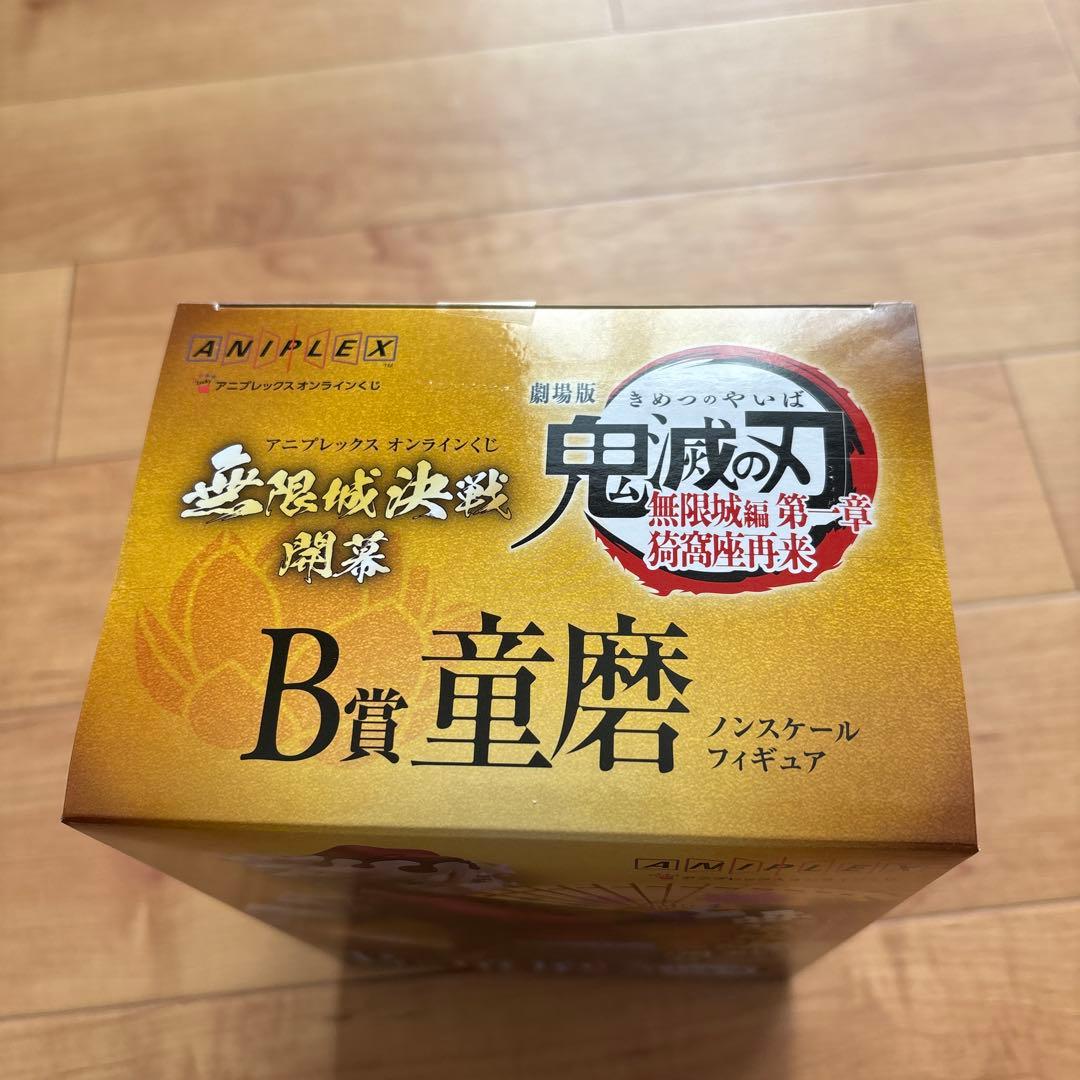 ANIPLEX
アニプレックスオンラインくじ
アニプレックス オンラインくじ
無限城決戦
開幕
劇場版
きめつのやいば
鬼滅の刃
無限城編 第一章
猗窩座再来
B賞 童磨
ノンスケール
フィギュア
ANIPLEX